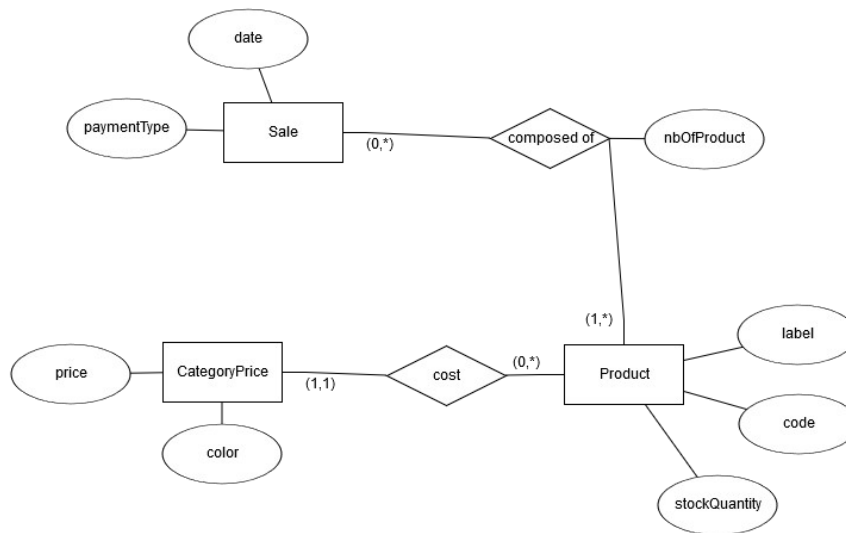 date
paymentType
Sale
(0,*)
composed of
nbOfProduct
(1,*)
label
price
CategoryPrice
(1,1)
cost
(0,*)
Product
code
color
stockQuantity